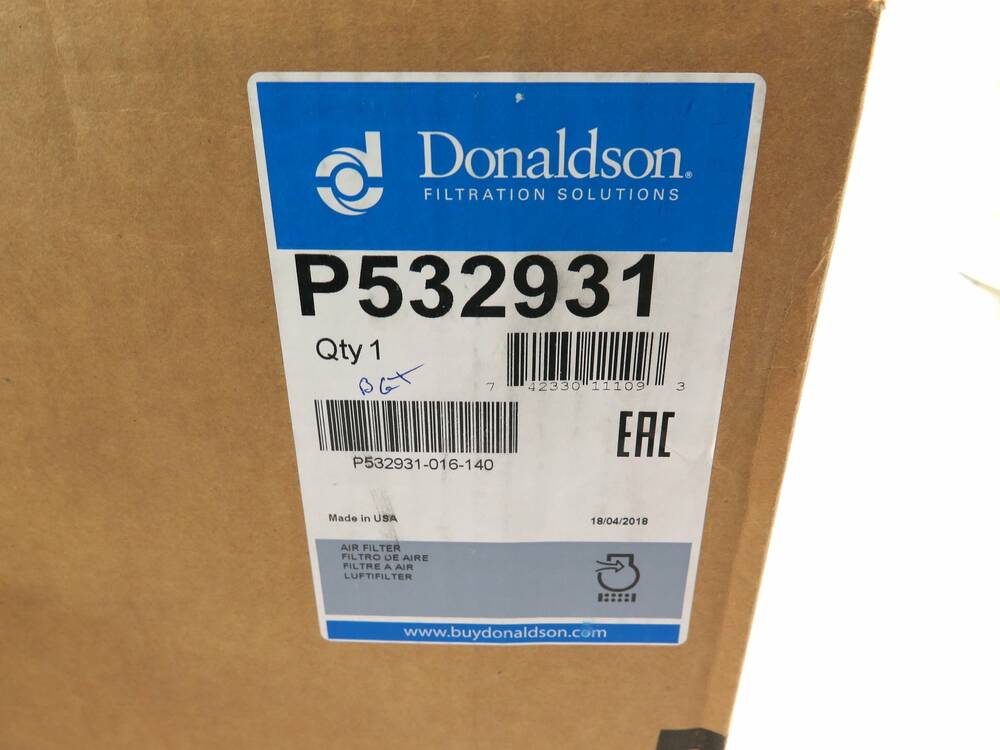 Donaldson®
FILTRATION SOLUTIONS
P532931
Qty 1
7 42330 11109 3
P532931-016-140
EAC
Made in USA
18/04/2018
AIR FILTER
FILTRO DE AIRE
FILTRE A AIR
LUFTIFILTER
www.buydonaldson.com